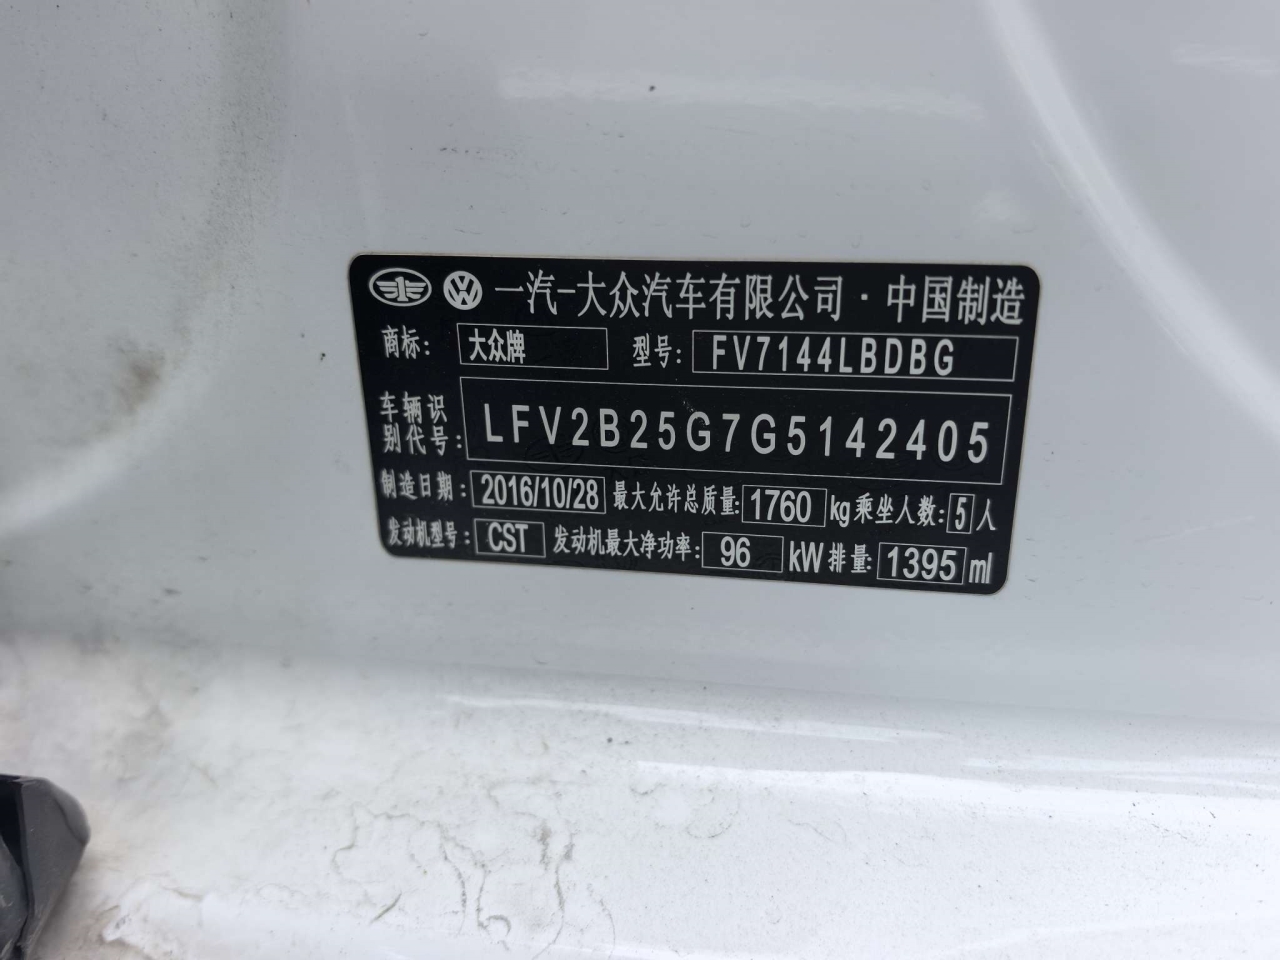 一汽-大众汽车有限公司·中国制造
商标: 大众牌 型号: FV7144LBDBG
车辆识
别代号: LFV2B25G7G5142405
制造日期: 2016/10/28 最大允许总质量: 1760 kg 乘坐人数: 5 人
发动机型号: CST 发动机最大净功率: 96 kW 排量: 1395 ml